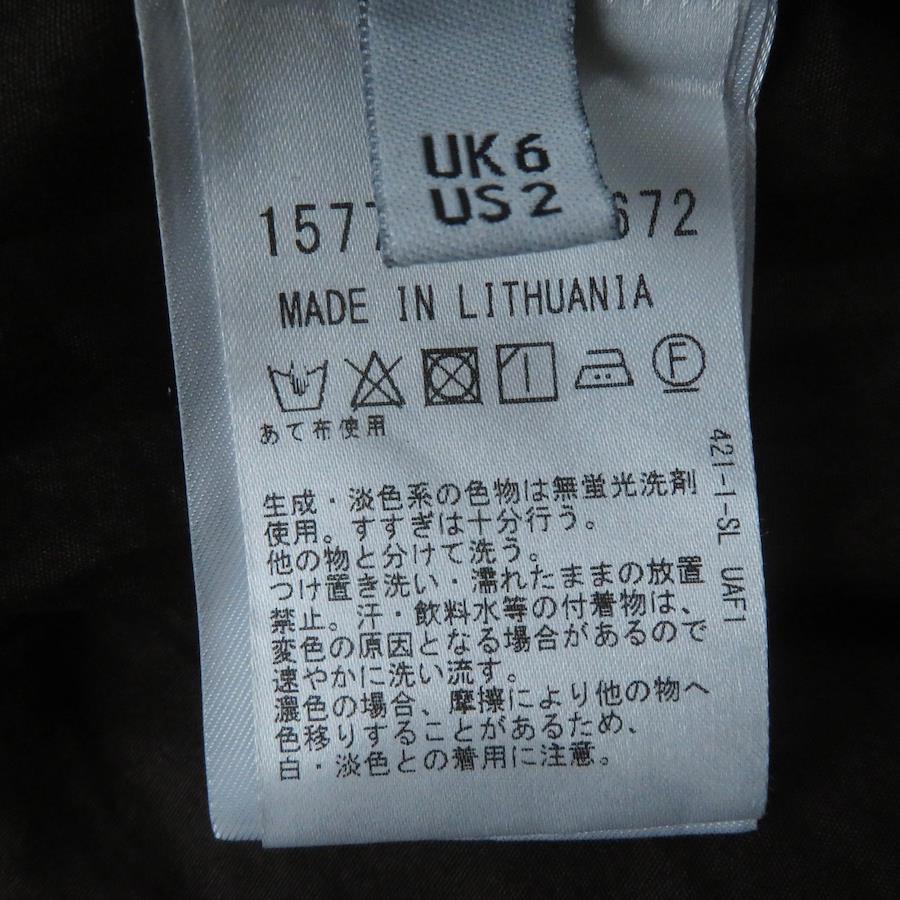 UK 6
US 2
1577 672
MADE IN LITHUANIA
F
あて布使用
生成・淡色系の色物は無蛍光洗剤
使用。すすぎは十分行う。
他の物と分けて洗う。
つけ置き洗い・濡れたままの放置
禁止。汗・飲料水等の付着物は、
変色の原因となる場合があるので
速やかに洗い流す。
濃色の場合、摩擦により他の物へ
色移りすることがあるため、
白・淡色との着用に注意。
421-1-SL UAF1